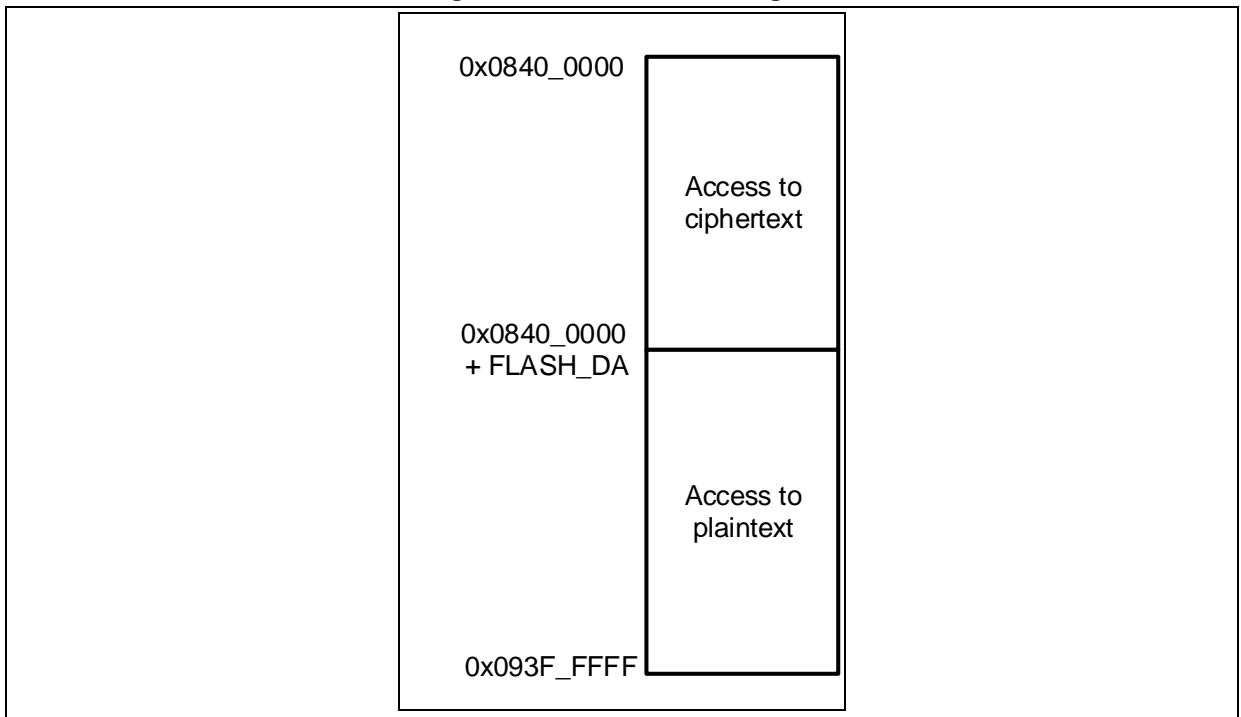 0x0840_0000
Access to
ciphertext
0x0840_0000
+ FLASH_DA
Access to
plaintext
0x093F_FFFF